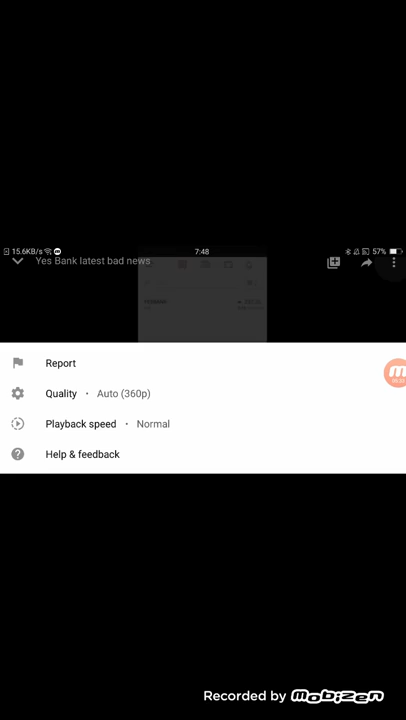 15.6KB/s 7:48 57%
Yes Bank latest bad news
Report
Quality • Auto (360p)
Playback speed • Normal
Help & feedback
Recorded by mobizen